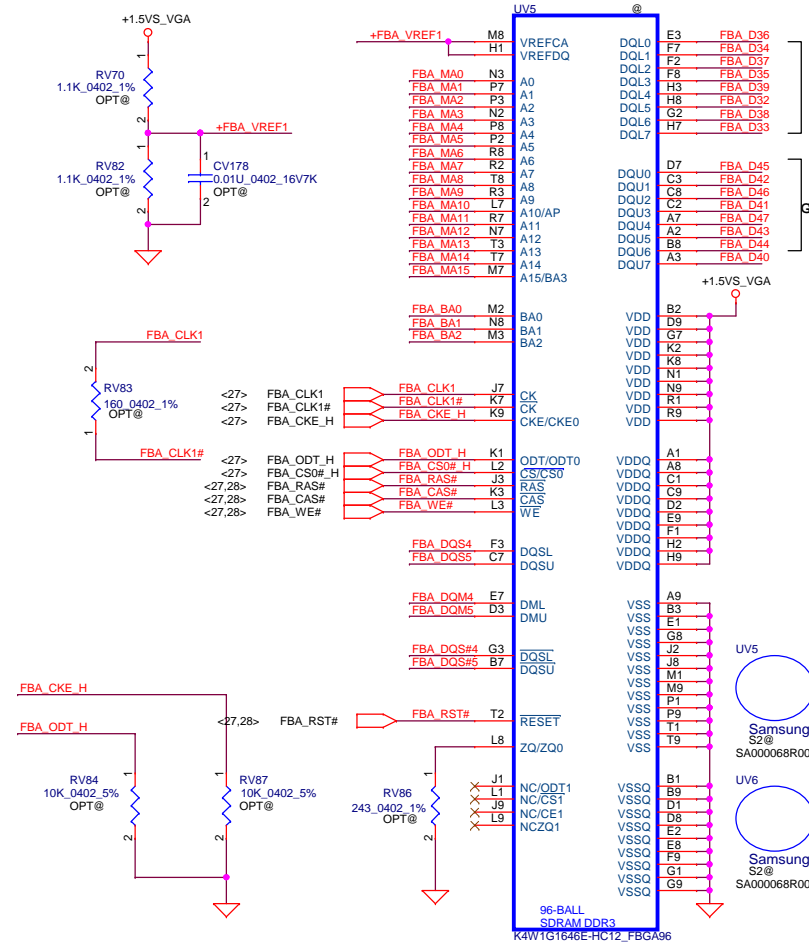 +1.5VS_VGA
1
RV70
1.1K_0402_1%
OPT@
2
+FBA_VREF1
1
RV82
1.1K_0402_1%
OPT@
2
1
CV178
0.01U_0402_16V7K
OPT@
2
FBA_CLK1
2
RV83
160_0402_1%
OPT@
1
FBA_CLK1#
<27> FBA_CLK1
<27> FBA_CLK1#
<27> FBA_CKE_H
<27> FBA_ODT_H
<27> FBA_CS0#_H
<27,28> FBA_RAS#
<27,28> FBA_CAS#
<27,28> FBA_WE#
FBA_CKE_H
FBA_ODT_H
<27,28> FBA_RST#
1
RV84
10K_0402_5%
OPT@
2
1
RV87
10K_0402_5%
OPT@
2
1
RV86
243_0402_1%
OPT@
2
UV5 @
+FBA_VREF1 M8 VREFCA
H1 VREFDQ
FBA_MA0 N3 A0
FBA_MA1 P7 A1
FBA_MA2 P3 A2
FBA_MA3 N2 A3
FBA_MA4 P8 A4
FBA_MA5 P2 A5
FBA_MA6 R8 A6
FBA_MA7 R2 A7
FBA_MA8 T8 A8
FBA_MA9 R3 A9
FBA_MA10 L7 A10/AP
FBA_MA11 R7 A11
FBA_MA12 N7 A12
FBA_MA13 T3 A13
FBA_MA14 T7 A14
FBA_MA15 M7 A15/BA3
FBA_BA0 M2 BA0
FBA_BA1 N8 BA1
FBA_BA2 M3 BA2
FBA_CLK1 J7 CK
FBA_CLK1# K7 CK
FBA_CKE_H K9 CKE/CKE0
FBA_ODT_H K1 ODT/ODT0
FBA_CS0#_H L2 CS/CS0
FBA_RAS# J3 RAS
FBA_CAS# K3 CAS
FBA_WE# L3 WE
FBA_DQS4 F3 DQSL
FBA_DQS5 C7 DQSU
FBA_DQM4 E7 DML
FBA_DQM5 D3 DMU
FBA_DQS#4 G3 DQSL
FBA_DQS#5 B7 DQSU
FBA_RST# T2 RESET
L8 ZQ/ZQ0
J1 NC/ODT1
L1 NC/CS1
J9 NC/CE1
L9 NCZQ1
DQL0 E3 FBA_D36
DQL1 F7 FBA_D34
DQL2 F2 FBA_D37
DQL3 F8 FBA_D35
DQL4 H3 FBA_D39
DQL5 H8 FBA_D32
DQL6 G2 FBA_D38
DQL7 H7 FBA_D33
DQU0 D7 FBA_D45
DQU1 C3 FBA_D42
DQU2 C8 FBA_D46
DQU3 C2 FBA_D41
DQU4 A7 FBA_D47
DQU5 A2 FBA_D43
DQU6 B8 FBA_D44
DQU7 A3 FBA_D40
+1.5VS_VGA
VDD B2
VDD D9
VDD G7
VDD K2
VDD K8
VDD N1
VDD N9
VDD R1
VDD R9
VDDQ A1
VDDQ A8
VDDQ C1
VDDQ C9
VDDQ D2
VDDQ E9
VDDQ F1
VDDQ H2
VDDQ H9
VSS A9
VSS B3
VSS E1
VSS G8
VSS J2
VSS J8
VSS M1
VSS M9
VSS P1
VSS P9
VSS T1
VSS T9
VSSQ B1
VSSQ B9
VSSQ D1
VSSQ D8
VSSQ E2
VSSQ E8
VSSQ F9
VSSQ G1
VSSQ G9
96-BALL
SDRAM DDR3
K4W1G1646E-HC12_FBGA96
UV5
Samsung
S2@
SA000068R00
UV6
Samsung
S2@
SA000068R00